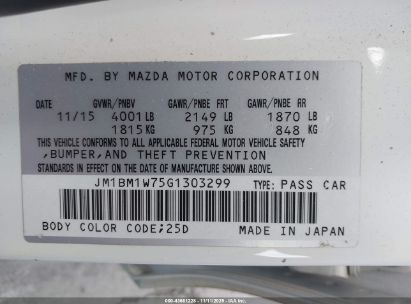 MFD. BY MAZDA MOTOR CORPORATION
DATE GVWR/PNBV GAWR/PNBE FRT GAWR/PNBE RR
11/15 4001LB 2149 LB 1870 LB
1815KG 975 KG 848 KG
THIS VEHICLE CONFORMS TO ALL APPLICABLE FEDERAL MOTOR VEHICLE SAFETY
,BUMPER,AND THEFT PREVENTION
STANDARDS IN EFFECT ON THE DATE OF MANUFACTURE SHOWN ABOVE.
JM1BM1W75G1303299 TYPE: PASS CAR
BODY COLOR CODE;25D MADE IN JAPAN